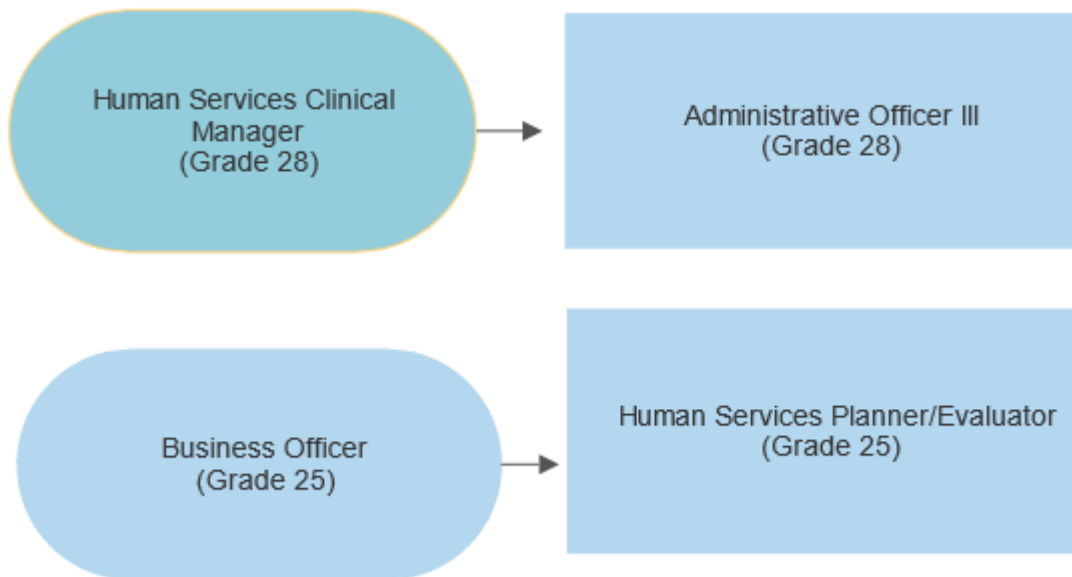 Human Services Clinical
Manager
(Grade 28)
Administrative Officer III
(Grade 28)
Business Officer
(Grade 25)
Human Services Planner/Evaluator
(Grade 25)